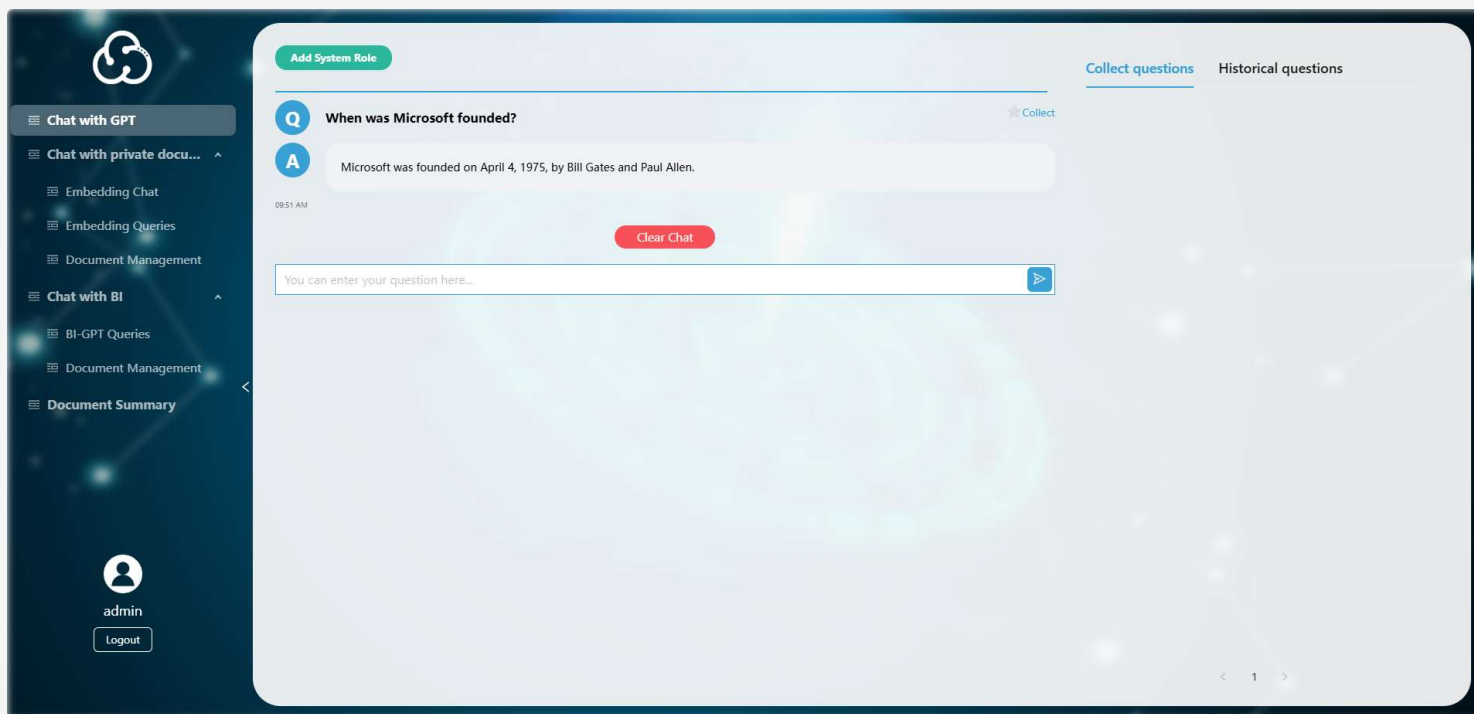 Chat with GPT
Chat with private docu...
Embedding Chat
Embedding Queries
Document Management
Chat with BI
BI-GPT Queries
Document Management
Document Summary
admin
Logout
Add System Role
Q When was Microsoft founded? Collect
A Microsoft was founded on April 4, 1975, by Bill Gates and Paul Allen.
09:51 AM
Clear Chat
You can enter your question here...
Collect questions Historical questions
< 1 >